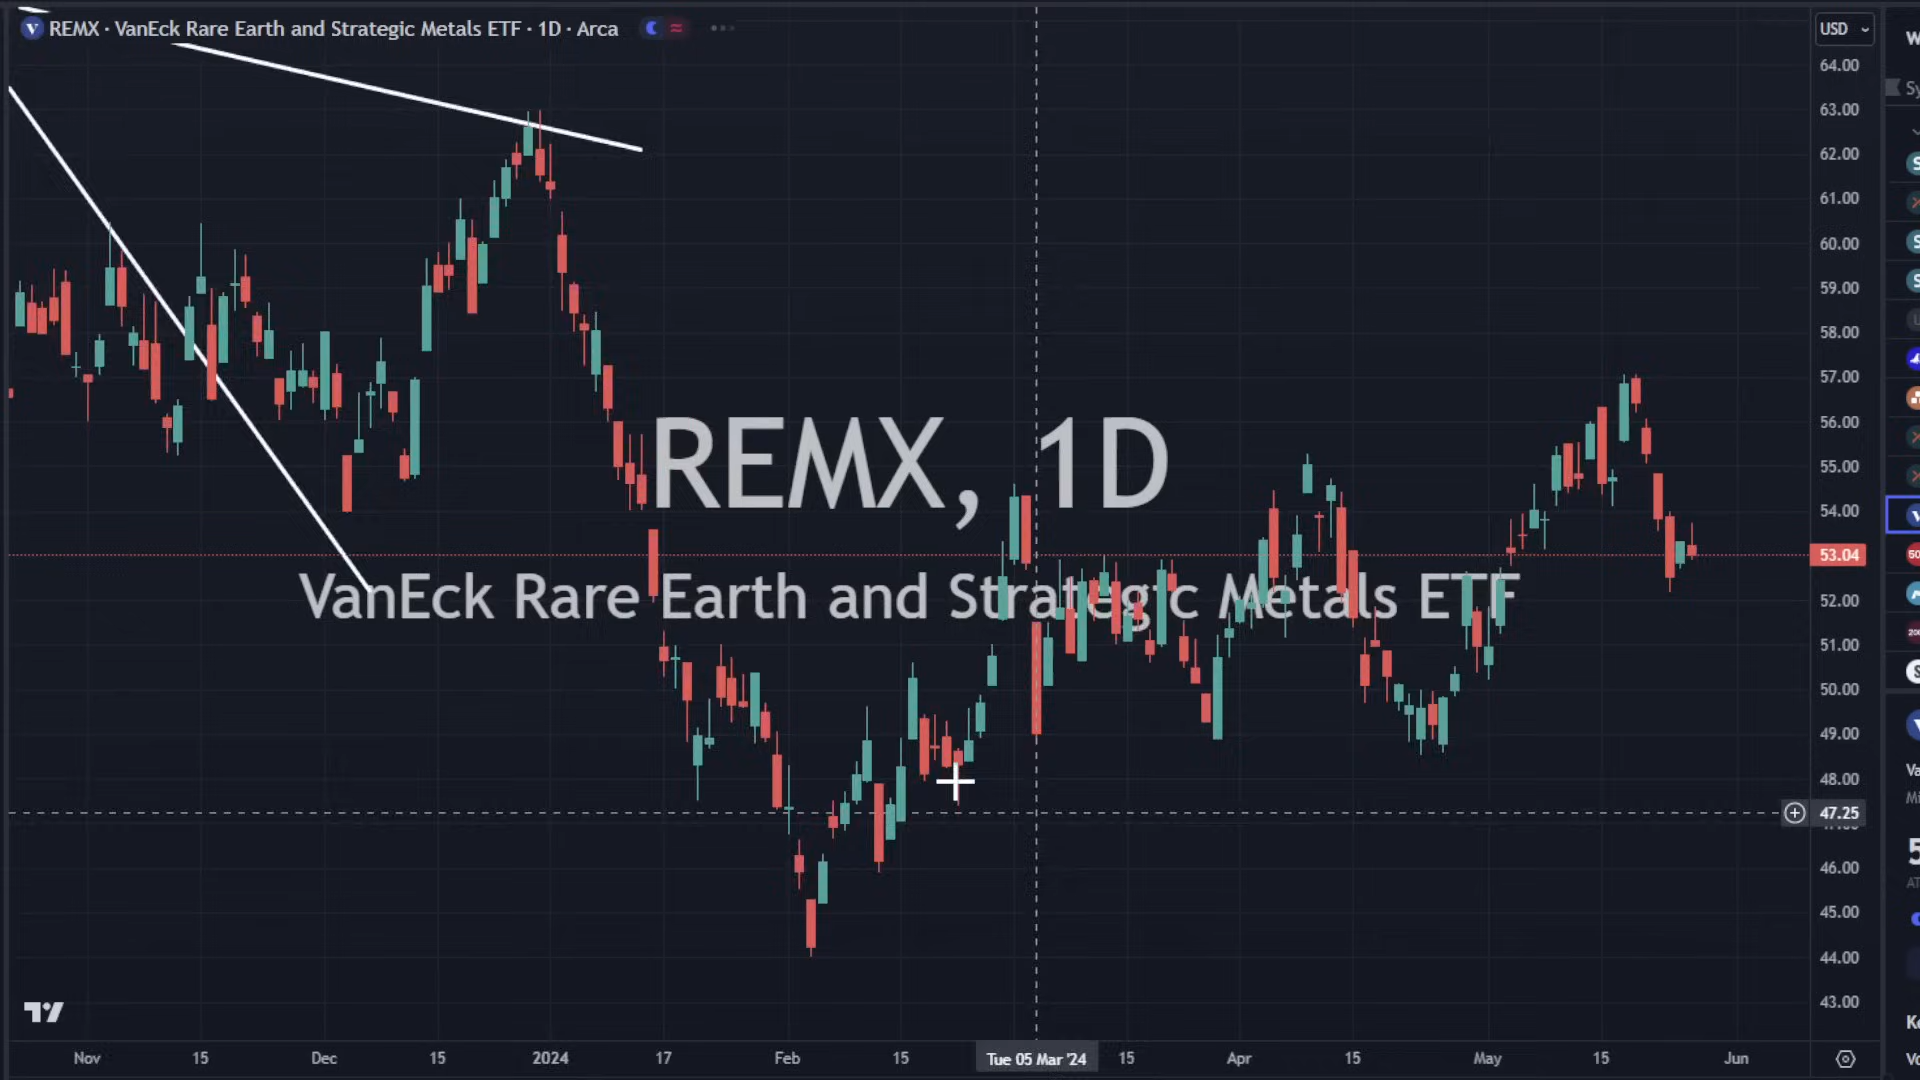 REMX · VanEck Rare Earth and Strategic Metals ETF · 1D · Arca
USD
64.00
63.00
62.00
61.00
60.00
59.00
58.00
57.00
56.00
55.00
54.00
53.04
52.00
51.00
50.00
49.00
48.00
47.25
46.00
45.00
44.00
43.00
REMX, 1D
VanEck Rare Earth and Strategic Metals ETF
Nov
15
Dec
15
2024
17
Feb
15
Tue 05 Mar '24
15
Apr
15
May
15
Jun